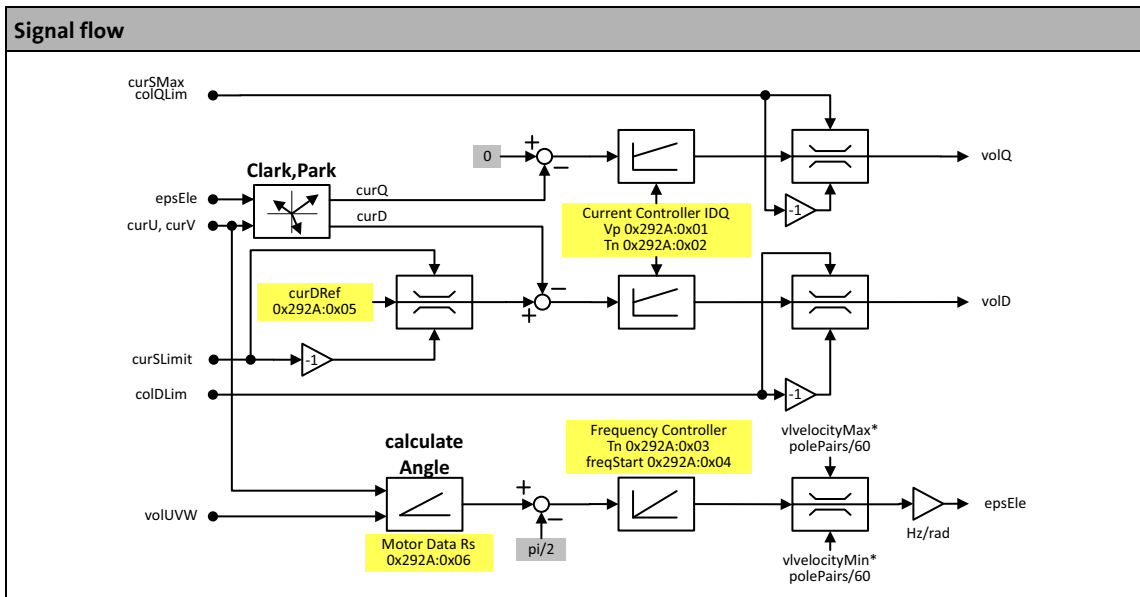 Signal flow
curSMax
colQLim
volQ
0
+
−
Clark,Park
epsEle
curQ
curU, curV
curD
-1
Current Controller IDQ
Vp 0x292A:0x01
Tn 0x292A:0x02
curDRef
0x292A:0x05
−
+
volD
curSLimit
-1
colDLim
-1
Frequency Controller
Tn 0x292A:0x03
freqStart 0x292A:0x04
vlvelocityMax*
polePairs/60
calculate
Angle
+
−
epsEle
volUVW
Hz/rad
Motor Data Rs
0x292A:0x06
pi/2
vlvelocityMin*
polePairs/60